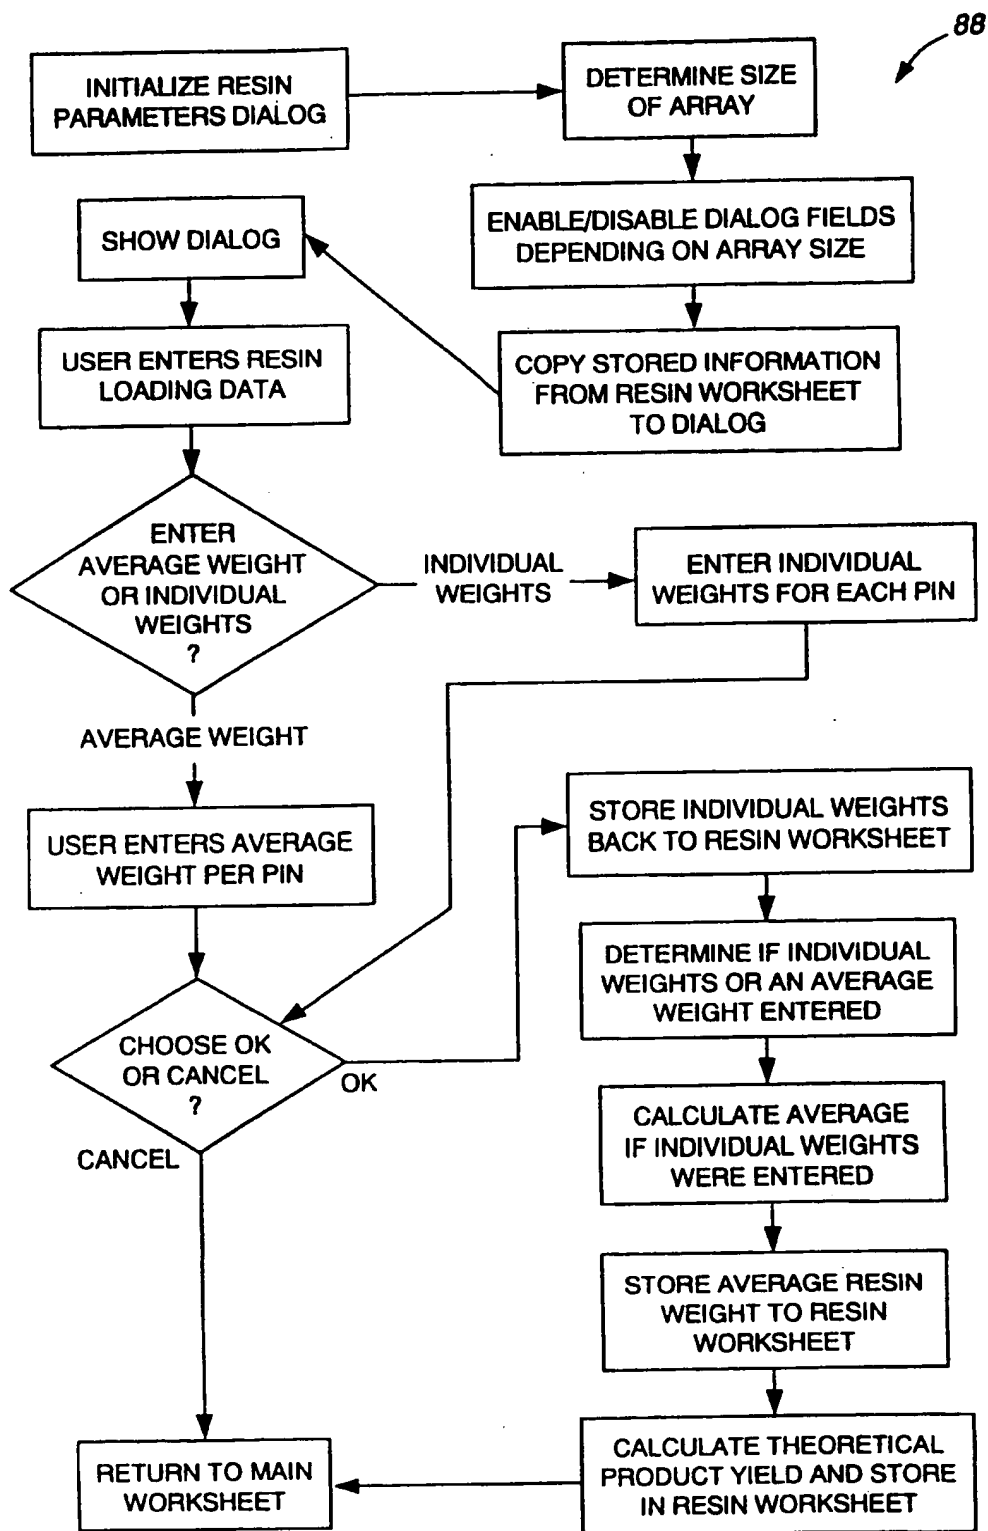 88
INITIALIZE RESIN
PARAMETERS DIALOG
DETERMINE SIZE
OF ARRAY
ENABLE/DISABLE DIALOG FIELDS
DEPENDING ON ARRAY SIZE
COPY STORED INFORMATION
FROM RESIN WORKSHEET
TO DIALOG
SHOW DIALOG
USER ENTERS RESIN
LOADING DATA
ENTER
AVERAGE WEIGHT
OR INDIVIDUAL
WEIGHTS
?
INDIVIDUAL
WEIGHTS
ENTER INDIVIDUAL
WEIGHTS FOR EACH PIN
AVERAGE WEIGHT
USER ENTERS AVERAGE
WEIGHT PER PIN
CHOOSE OK
OR CANCEL
?
OK
CANCEL
STORE INDIVIDUAL WEIGHTS
BACK TO RESIN WORKSHEET
DETERMINE IF INDIVIDUAL
WEIGHTS OR AN AVERAGE
WEIGHT ENTERED
CALCULATE AVERAGE
IF INDIVIDUAL WEIGHTS
WERE ENTERED
STORE AVERAGE RESIN
WEIGHT TO RESIN
WORKSHEET
CALCULATE THEORETICAL
PRODUCT YIELD AND STORE
IN RESIN WORKSHEET
RETURN TO MAIN
WORKSHEET